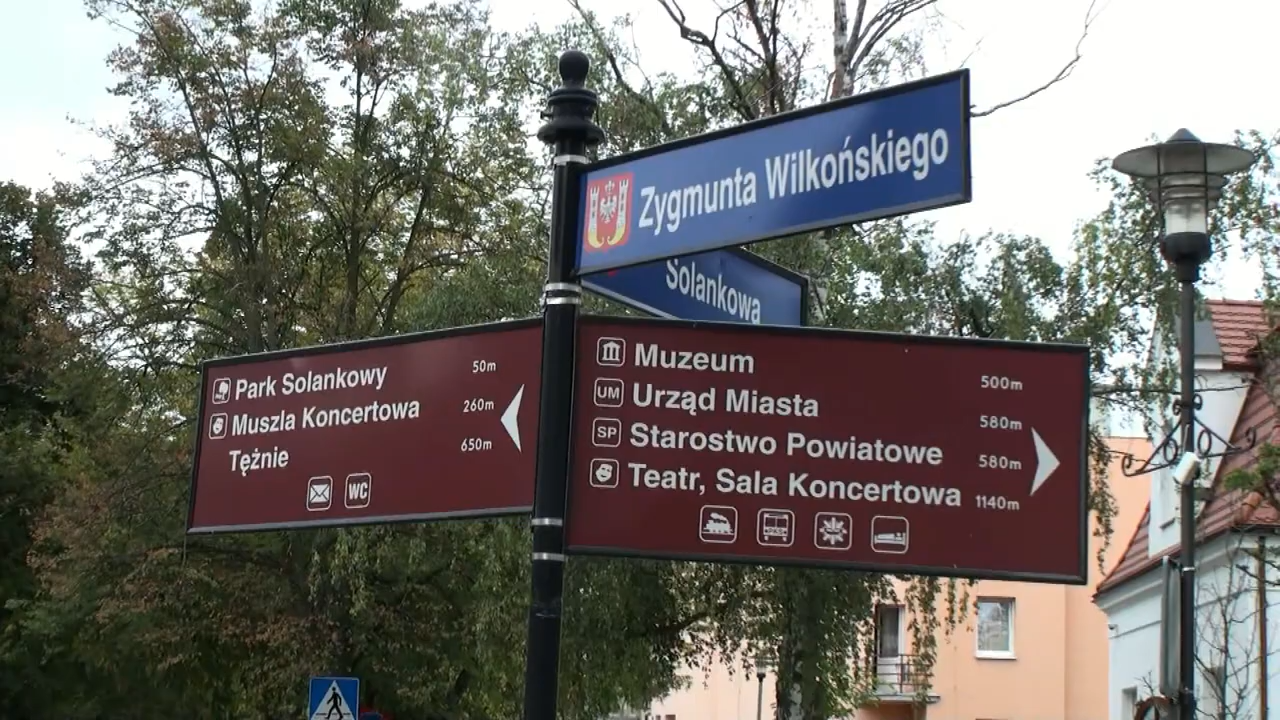 Zygmunta Wilkońskiego
Solankowa
Park Solankowy 50m
Muszla Koncertowa 260m
Tężnie 650m
WC
Muzeum 500m
UM Urząd Miasta 580m
SP Starostwo Powiatowe 580m
Teatr, Sala Koncertowa 1140m
PKS